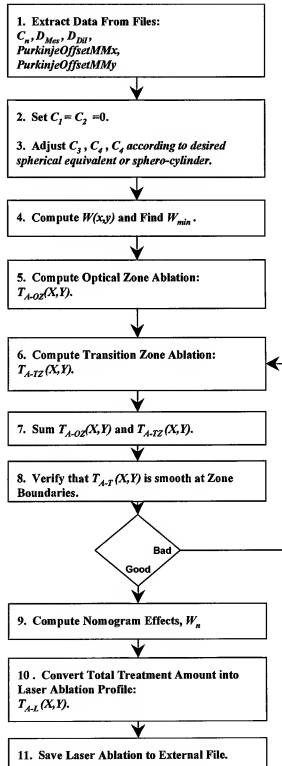 1. Extract Data From Files:
Cn, DMes, DDil,
PurkinjeOffsetMMx,
PurkinjeOffsetMMy
2. Set C1 = C2 =0.
3. Adjust C3 , C4 , C4 according to desired
spherical equivalent or sphero-cylinder.
4. Compute W(x,y) and Find Wmin .
5. Compute Optical Zone Ablation:
TA-OZ(X,Y).
6. Compute Transition Zone Ablation:
TA-TZ(X,Y).
7. Sum TA-OZ(X,Y) and TA-TZ(X,Y).
8. Verify that TA-T(X,Y) is smooth at Zone
Boundaries.
Bad
Good
9. Compute Nomogram Effects, Wn
10 . Convert Total Treatment Amount into
Laser Ablation Profile:
TA-L(X,Y).
11. Save Laser Ablation to External File.